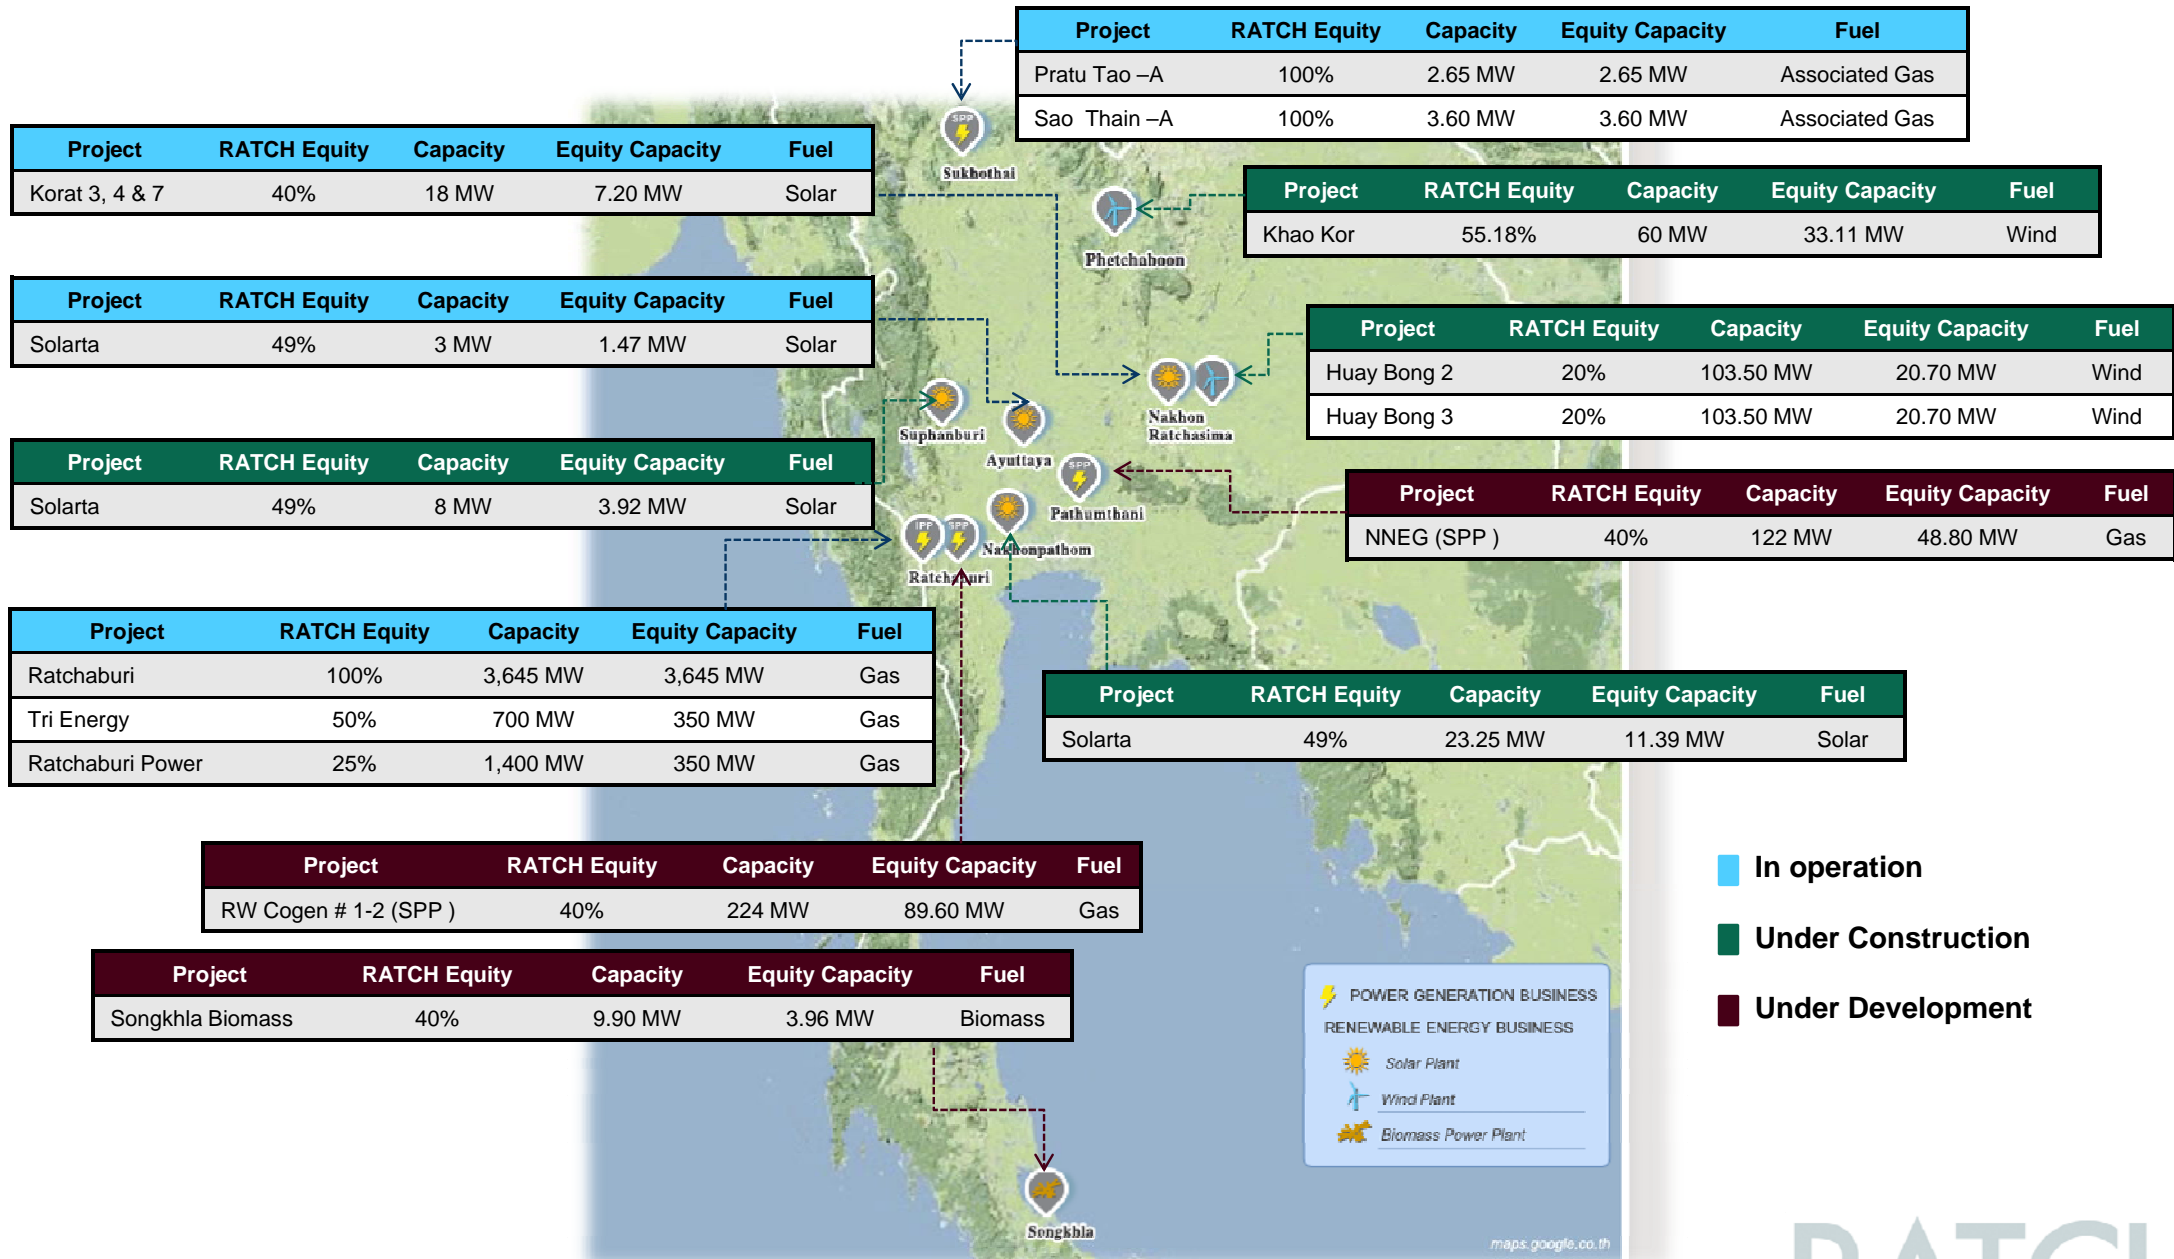 Project RATCH Equity Capacity Equity Capacity Fuel
Pratu Tao –A 100% 2.65 MW 2.65 MW Associated Gas
Sao Thain –A 100% 3.60 MW 3.60 MW Associated Gas
Project RATCH Equity Capacity Equity Capacity Fuel
Korat 3, 4 & 7 40% 18 MW 7.20 MW Solar
Project RATCH Equity Capacity Equity Capacity Fuel
Khao Kor 55.18% 60 MW 33.11 MW Wind
Project RATCH Equity Capacity Equity Capacity Fuel
Solarta 49% 3 MW 1.47 MW Solar
Project RATCH Equity Capacity Equity Capacity Fuel
Huay Bong 2 20% 103.50 MW 20.70 MW Wind
Huay Bong 3 20% 103.50 MW 20.70 MW Wind
Project RATCH Equity Capacity Equity Capacity Fuel
Solarta 49% 8 MW 3.92 MW Solar
Project RATCH Equity Capacity Equity Capacity Fuel
NNEG (SPP ) 40% 122 MW 48.80 MW Gas
Project RATCH Equity Capacity Equity Capacity Fuel
Ratchaburi 100% 3,645 MW 3,645 MW Gas
Tri Energy 50% 700 MW 350 MW Gas
Ratchaburi Power 25% 1,400 MW 350 MW Gas
Project RATCH Equity Capacity Equity Capacity Fuel
Solarta 49% 23.25 MW 11.39 MW Solar
Project RATCH Equity Capacity Equity Capacity Fuel
RW Cogen # 1-2 (SPP ) 40% 224 MW 89.60 MW Gas
Project RATCH Equity Capacity Equity Capacity Fuel
Songkhla Biomass 40% 9.90 MW 3.96 MW Biomass
SPP
Sukhothai
Phetchaboon
Nakhon
Ratchasima
Suphanburi
Ayuttaya
SPP
Pathumthani
Nakhonpathom
IPP SPP
Ratchaburi
Songkhla
In operation
Under Construction
Under Development
POWER GENERATION BUSINESS
RENEWABLE ENERGY BUSINESS
Solar Plant
Wind Plant
Biomass Power Plant
maps.google.co.th
RATCH